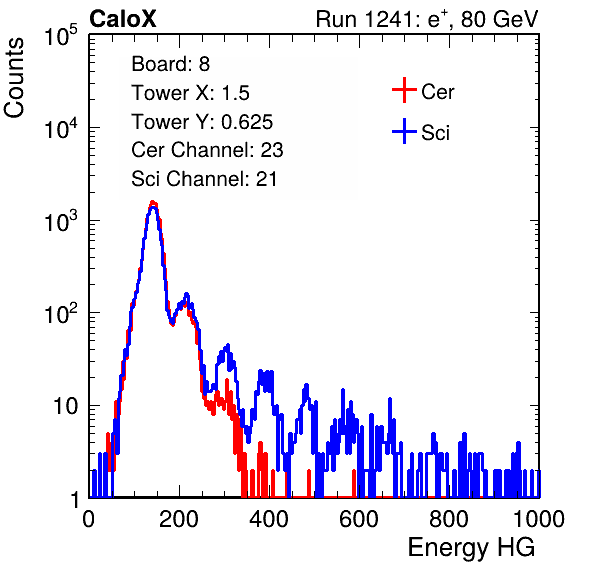 CaloX Run 1241: e⁺, 80 GeV
Counts
10⁵
10⁴
10³
10²
10
1
Board: 8
Tower X: 1.5
Tower Y: 0.625
Cer Channel: 23
Sci Channel: 21
Cer
Sci
0 200 400 600 800 1000
Energy HG